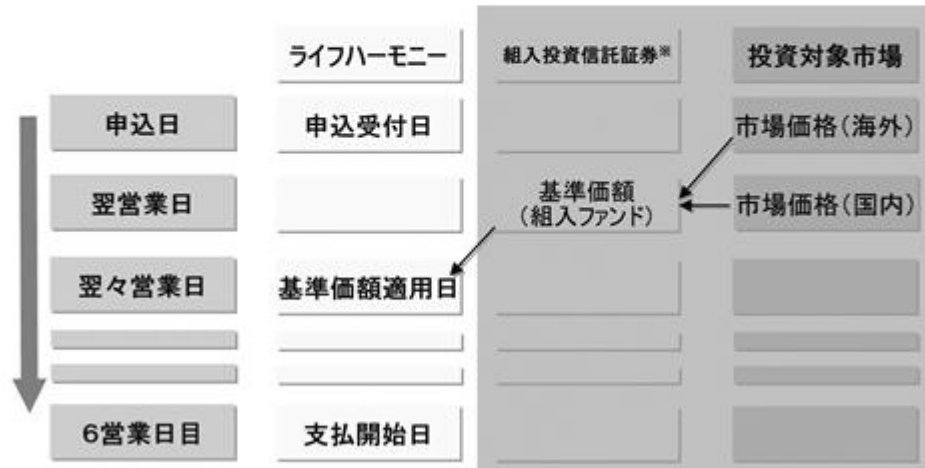 ライフハーモニー
組入投資信託証券※
投資対象市場
申込日
申込受付日
市場価格(海外)
翌営業日
基準価額
(組入ファンド)
市場価格(国内)
翌々営業日
基準価額適用日
6営業日目
支払開始日